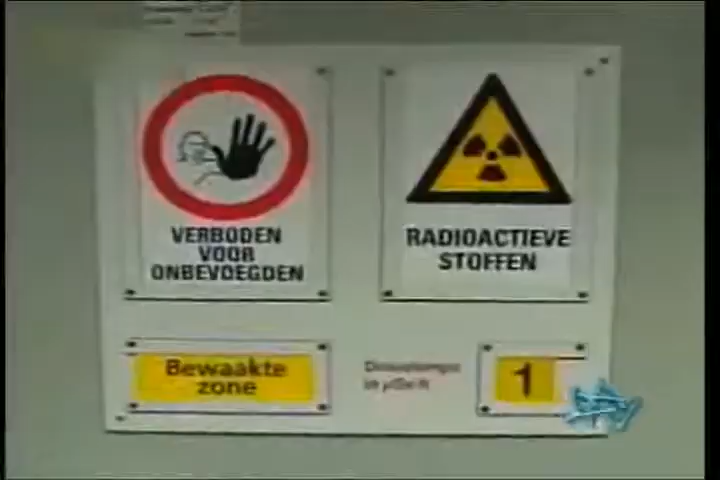 VERBODEN
VOOR
ONBEVOEGDEN
RADIOACTIEVE
STOFFEN
Bewaakte
zone
1